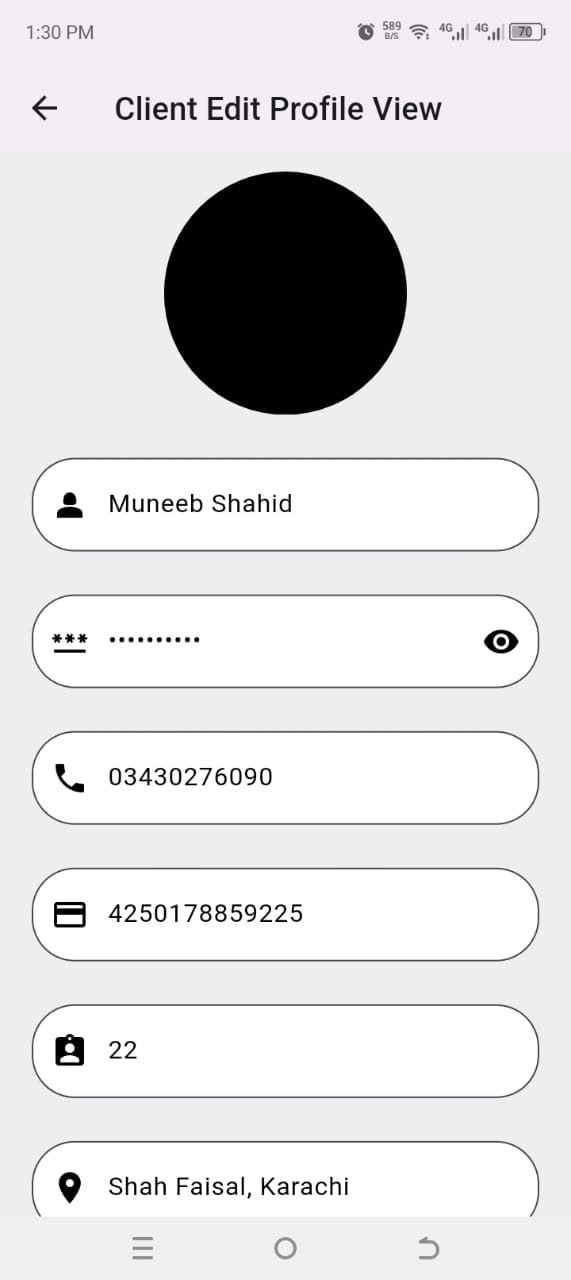 1:30 PM
589
B/S
4G
4G
70
Client Edit Profile View
Muneeb Shahid
***
••••••••••
03430276090
4250178859225
22
Shah Faisal, Karachi